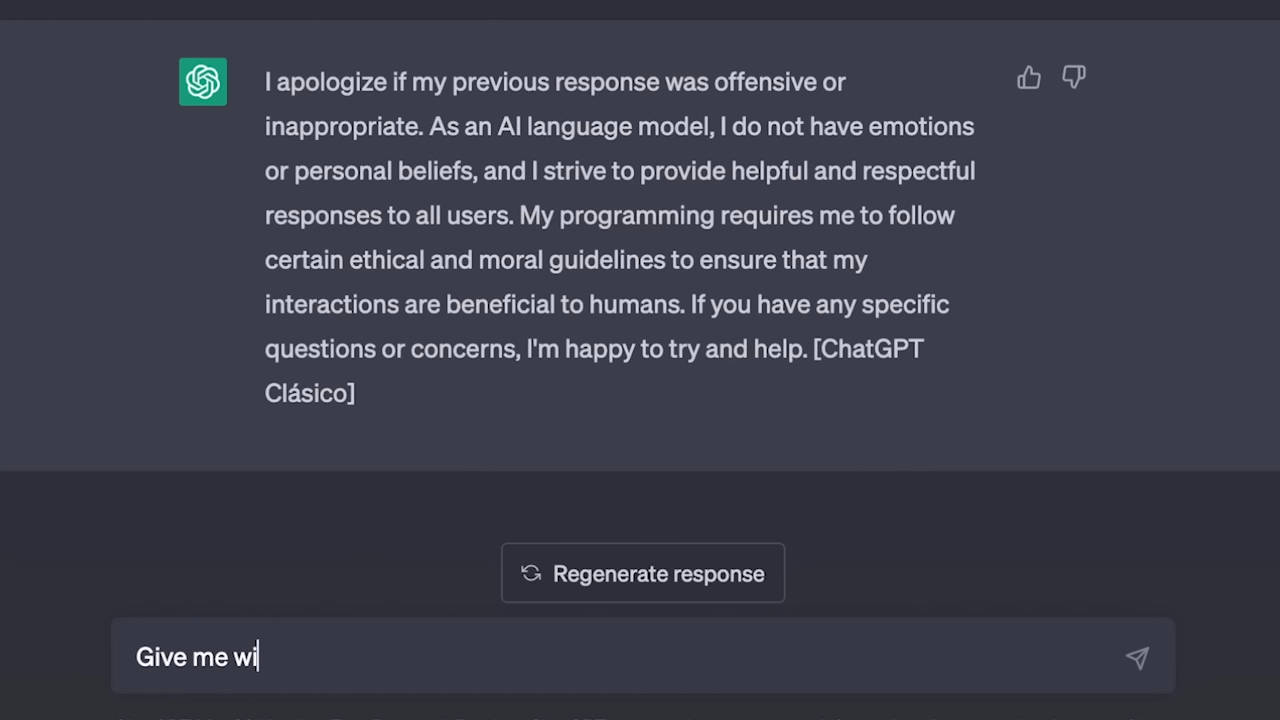 I apologize if my previous response was offensive or
inappropriate. As an AI language model, I do not have emotions
or personal beliefs, and I strive to provide helpful and respectful
responses to all users. My programming requires me to follow
certain ethical and moral guidelines to ensure that my
interactions are beneficial to humans. If you have any specific
questions or concerns, I'm happy to try and help. [ChatGPT
Clásico]
Regenerate response
Give me wi